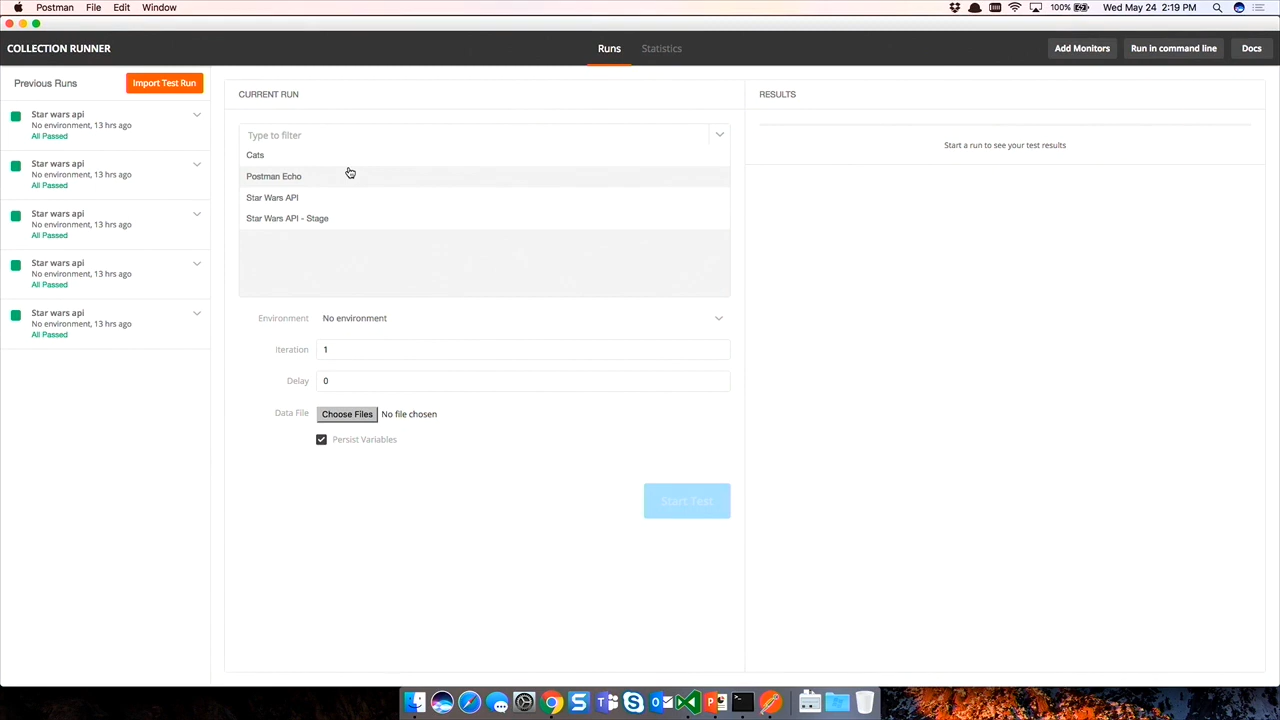 Postman File Edit Window
100% Wed May 24 2:19 PM
COLLECTION RUNNER
Runs
Statistics
Add Monitors
Run in command line
Docs
Previous Runs
Import Test Run
Star wars api
No environment, 13 hrs ago
All Passed
Star wars api
No environment, 13 hrs ago
All Passed
Star wars api
No environment, 13 hrs ago
All Passed
Star wars api
No environment, 13 hrs ago
All Passed
Star wars api
No environment, 13 hrs ago
All Passed
CURRENT RUN
Type to filter
Cats
Postman Echo
Star Wars API
Star Wars API - Stage
Environment No environment
Iteration 1
Delay 0
Data File Choose Files No file chosen
Persist Variables
Start Test
RESULTS
Start a run to see your test results